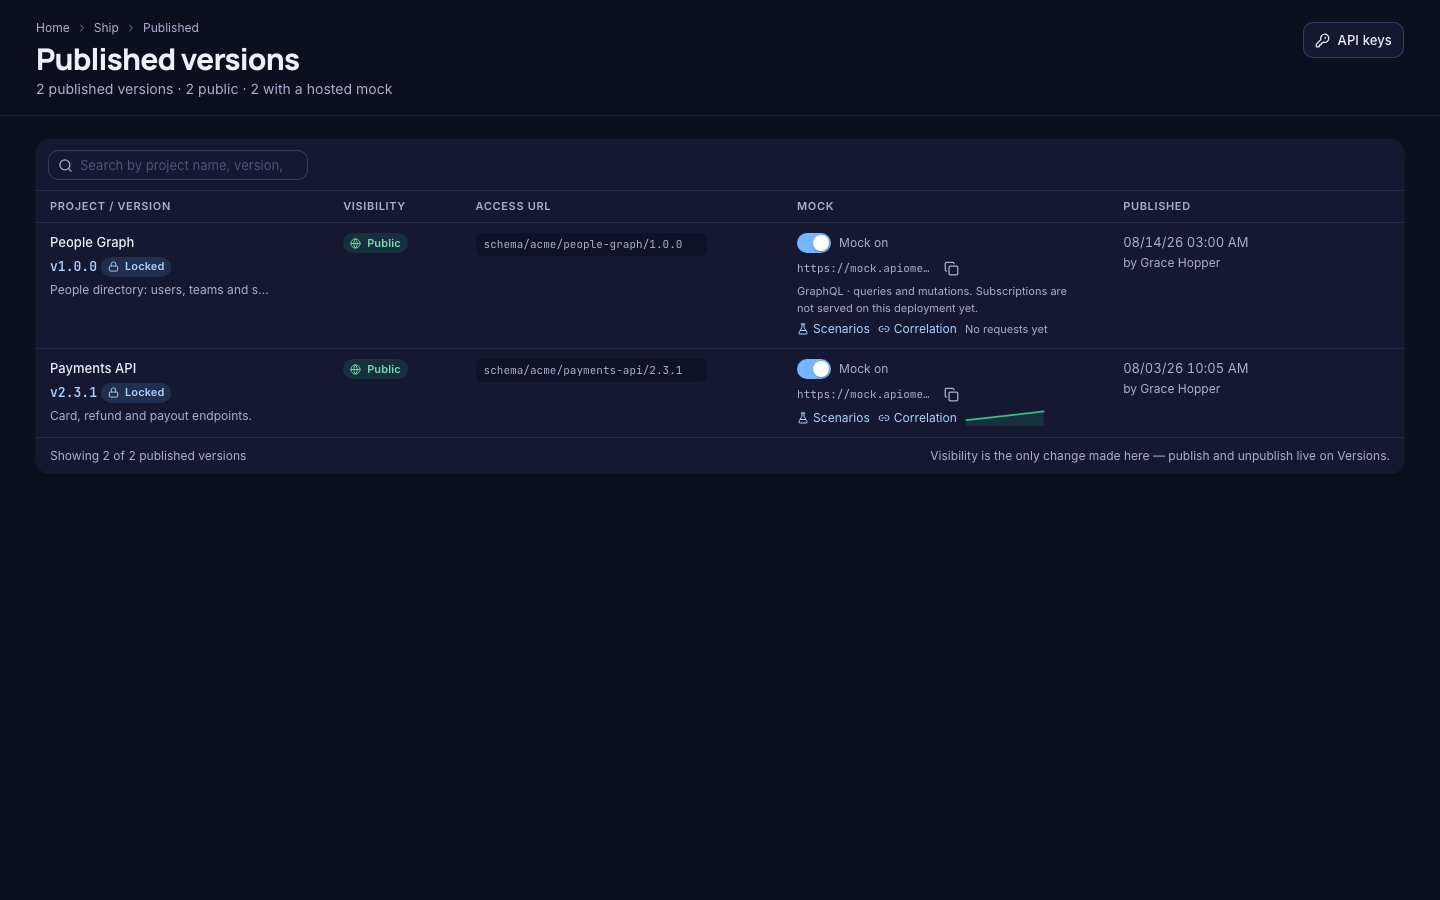 Home > Ship > Published
Published versions
2 published versions · 2 public · 2 with a hosted mock
API keys
Search by project name, version,
PROJECT / VERSION
VISIBILITY
ACCESS URL
MOCK
PUBLISHED
People Graph
v1.0.0 Locked
People directory: users, teams and s…
Public
schema/acme/people-graph/1.0.0
Mock on
https://mock.apiome…
GraphQL · queries and mutations. Subscriptions are
not served on this deployment yet.
Scenarios Correlation No requests yet
08/14/26 03:00 AM
by Grace Hopper
Payments API
v2.3.1 Locked
Card, refund and payout endpoints.
Public
schema/acme/payments-api/2.3.1
Mock on
https://mock.apiome…
Scenarios Correlation
08/03/26 10:05 AM
by Grace Hopper
Showing 2 of 2 published versions
Visibility is the only change made here — publish and unpublish live on Versions.